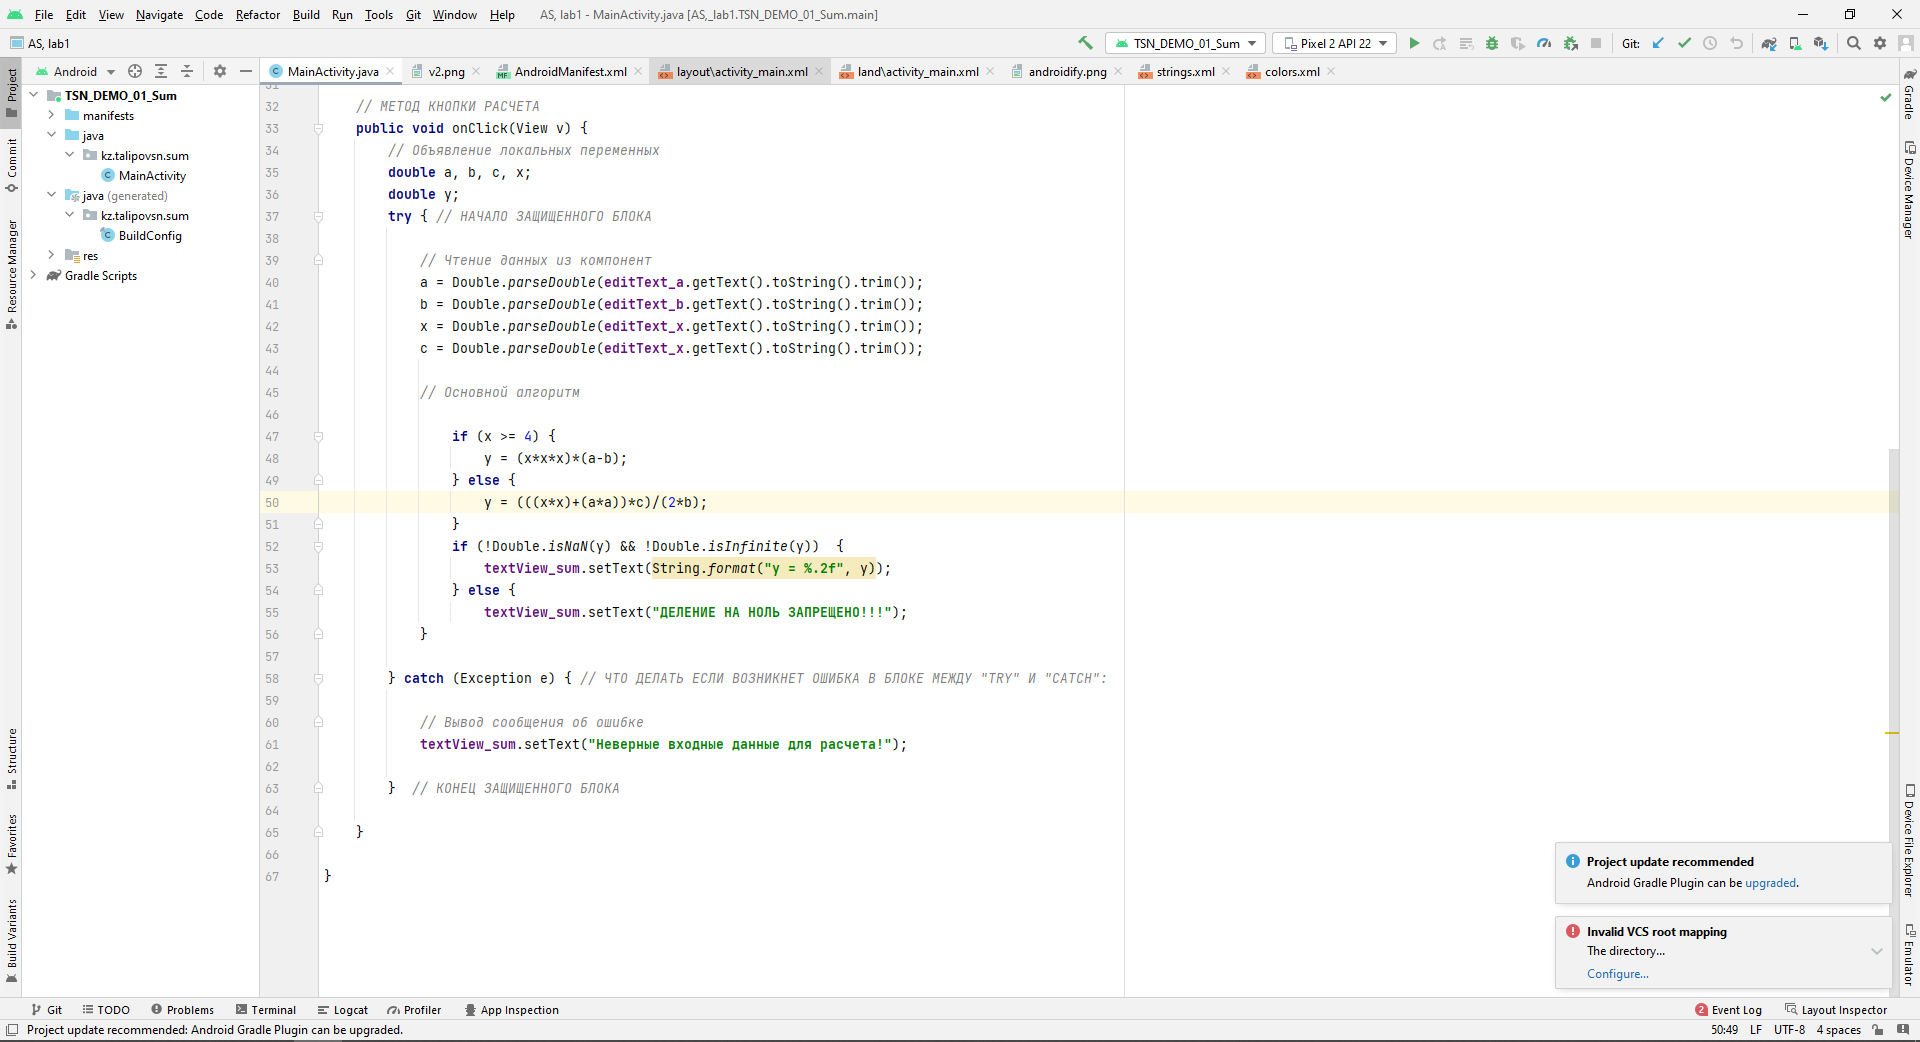 File Edit View Navigate Code Refactor Build Run Tools Git Window Help AS, lab1 - MainActivity.java [AS,_lab1.TSN_DEMO_01_Sum.main]
AS, lab1 TSN_DEMO_01_Sum Pixel 2 API 22 Git:
Project
Commit
Resource Manager
Structure
Favorites
Build Variants
Android
TSN_DEMO_01_Sum
manifests
java
kz.talipovsn.sum
MainActivity
java (generated)
kz.talipovsn.sum
BuildConfig
res
Gradle Scripts
MainActivity.java v2.png AndroidManifest.xml layout\activity_main.xml land\activity_main.xml androidify.png strings.xml colors.xml
31
32 // МЕТОД КНОПКИ РАСЧЕТА
33 public void onClick(View v) {
34 // Объявление локальных переменных
35 double a, b, c, x;
36 double y;
37 try { // НАЧАЛО ЗАЩИЩЕННОГО БЛОКА
38
39 // Чтение данных из компонент
40 a = Double.parseDouble(editText_a.getText().toString().trim());
41 b = Double.parseDouble(editText_b.getText().toString().trim());
42 x = Double.parseDouble(editText_x.getText().toString().trim());
43 c = Double.parseDouble(editText_x.getText().toString().trim());
44
45 // Основной алгоритм
46
47 if (x >= 4) {
48 y = (x*x*x)*(a-b);
49 } else {
50 y = (((x*x)+(a*a))*c)/(2*b);
51 }
52 if (!Double.isNaN(y) && !Double.isInfinite(y))  {
53 textView_sum.setText(String.format("y = %.2f", y));
54 } else {
55 textView_sum.setText("ДЕЛЕНИЕ НА НОЛЬ ЗАПРЕЩЕНО!!!");
56 }
57
58 } catch (Exception e) { // ЧТО ДЕЛАТЬ ЕСЛИ ВОЗНИКНЕТ ОШИБКА В БЛОКЕ МЕЖДУ "TRY" И "CATCH":
59
60 // Вывод сообщения об ошибке
61 textView_sum.setText("Неверные входные данные для расчета!");
62
63 }  // КОНЕЦ ЗАЩИЩЕННОГО БЛОКА
64
65 }
66
67 }
Gradle
Device Manager
Device File Explorer
Emulator
Project update recommended
Android Gradle Plugin can be upgraded.
Invalid VCS root mapping
The directory...
Configure...
Git TODO Problems Terminal Logcat Profiler App Inspection 2 Event Log Layout Inspector
Project update recommended: Android Gradle Plugin can be upgraded. 50:49 LF UTF-8 4 spaces